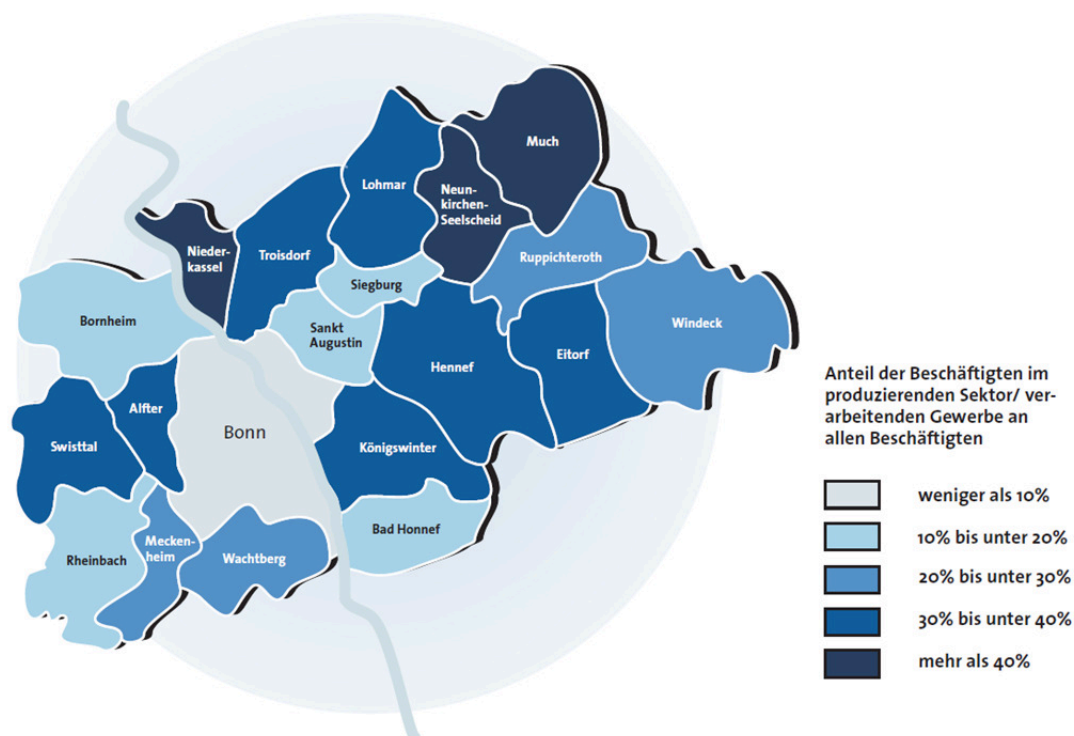 Much
Lohmar
Neun-
kirchen-
Seelscheid
Nieder-
kassel
Troisdorf
Ruppichteroth
Siegburg
Bornheim
Sankt
Augustin
Windeck
Hennef
Eitorf
Alfter
Bonn
Swisttal
Königswinter
Bad Honnef
Mecken-
heim
Rheinbach
Wachtberg
Anteil der Beschäftigten im
produzierenden Sektor/ ver-
arbeitenden Gewerbe an
allen Beschäftigten
weniger als 10%
10% bis unter 20%
20% bis unter 30%
30% bis unter 40%
mehr als 40%